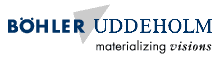 BÖHLER UDDEHOLM
materializing visions